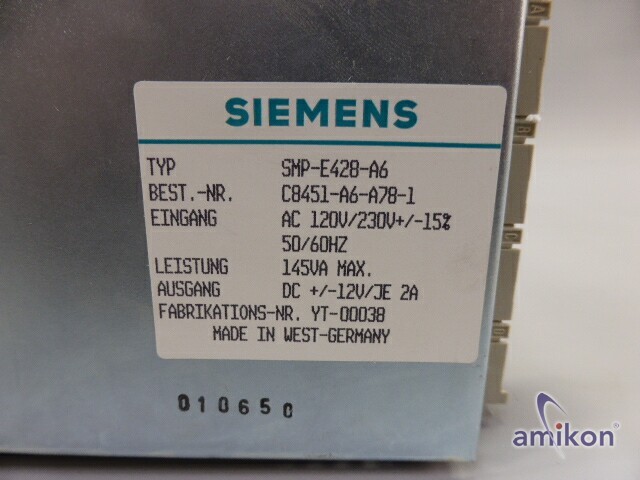 SIEMENS
TYP SMP-E428-A6
BEST.-NR. C8451-A6-A78-1
EINGANG AC 120V/230V+/-15%
50/60HZ
LEISTUNG 145VA MAX.
AUSGANG DC +/-12V/JE 2A
FABRIKATIONS-NR. YT-00038
MADE IN WEST-GERMANY
010650
A
B
amikon